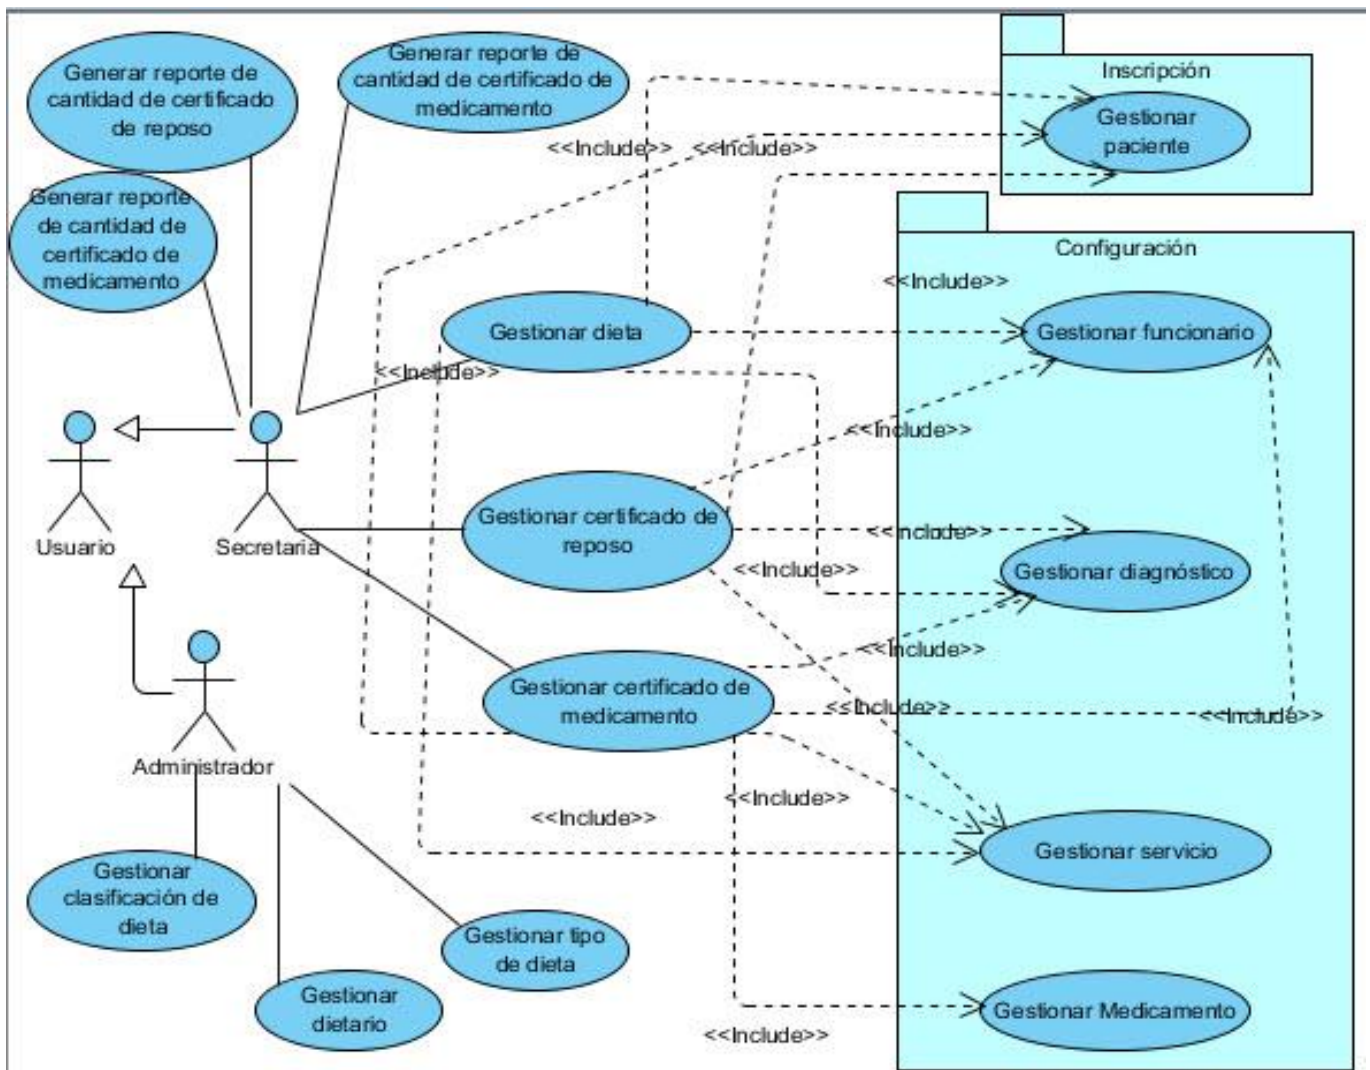 Generar reporte de
cantidad de certificado
de reposo
Generar reporte de
cantidad de certificado de
medicamento
Inscripción
Gestionar
paciente
<<Include>>
<<Include>>
Generar reporte
de cantidad de
certificado de
medicamento
Configuración
<<Include>>
Gestionar dieta
Gestionar funcionario
<<Include>>
<<Include>>
Usuario
Secretaria
Gestionar certificado de
reposo
<<Include>>
<<Include>>
Gestionar diagnóstico
<<Include>>
Gestionar certificado de
medicamento
<<Include>>
<<Include>>
Administrador
<<Include>>
<<Include>>
Gestionar servicio
Gestionar
clasificación de
dieta
Gestionar tipo
de dieta
Gestionar
dietario
Gestionar Medicamento
<<Include>>